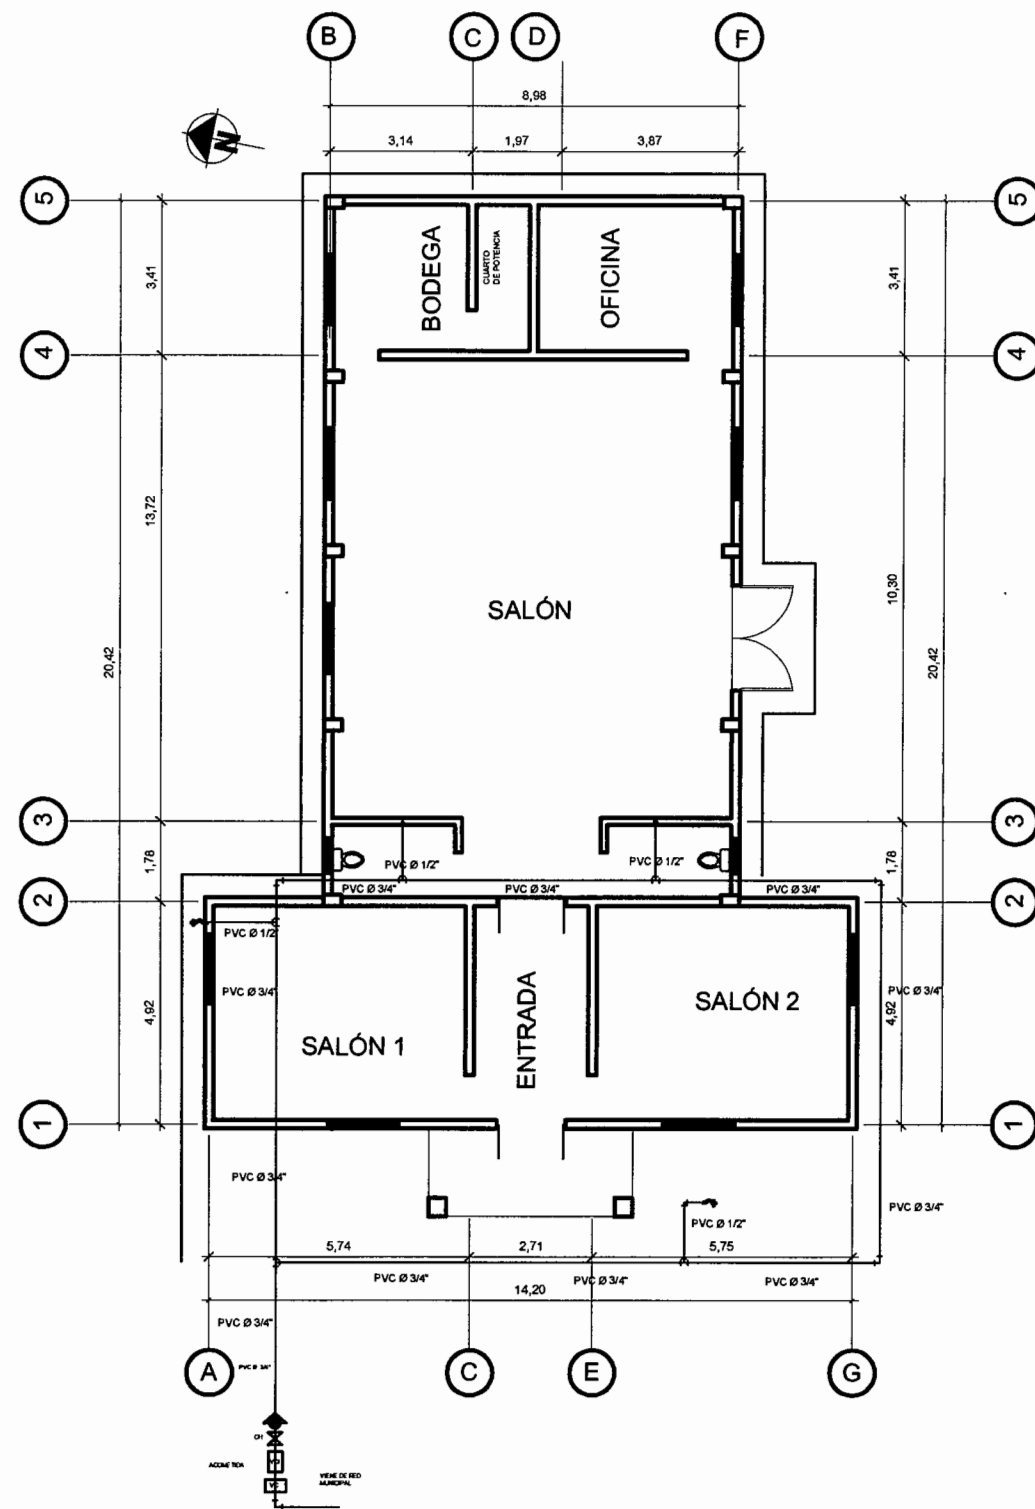 B
C
D
F
8,98
3,14
1,97
3,87
N
5
5
BODEGA
CUARTO
DE POTENCIA
OFICINA
3,41
3,41
4
4
13,72
10,30
SALÓN
20,42
20,42
3
3
1,78
1,78
PVC Ø 1/2"
PVC Ø 1/2"
PVC Ø 3/4"
PVC Ø 3/4"
PVC Ø 3/4"
2
2
PVC Ø 1/2"
PVC Ø 3/4"
PVC Ø 3/4"
4,92
4,92
SALÓN 1
ENTRADA
SALÓN 2
1
1
PVC Ø 3/4"
PVC Ø 3/4"
PVC Ø 1/2"
5,74
2,71
5,75
PVC Ø 3/4"
PVC Ø 3/4"
PVC Ø 3/4"
14,20
PVC Ø 3/4"
A
C
E
G
PVC Ø 3/4"
CH
ACOMETIDA
VIENE DE RED
MUNICIPAL